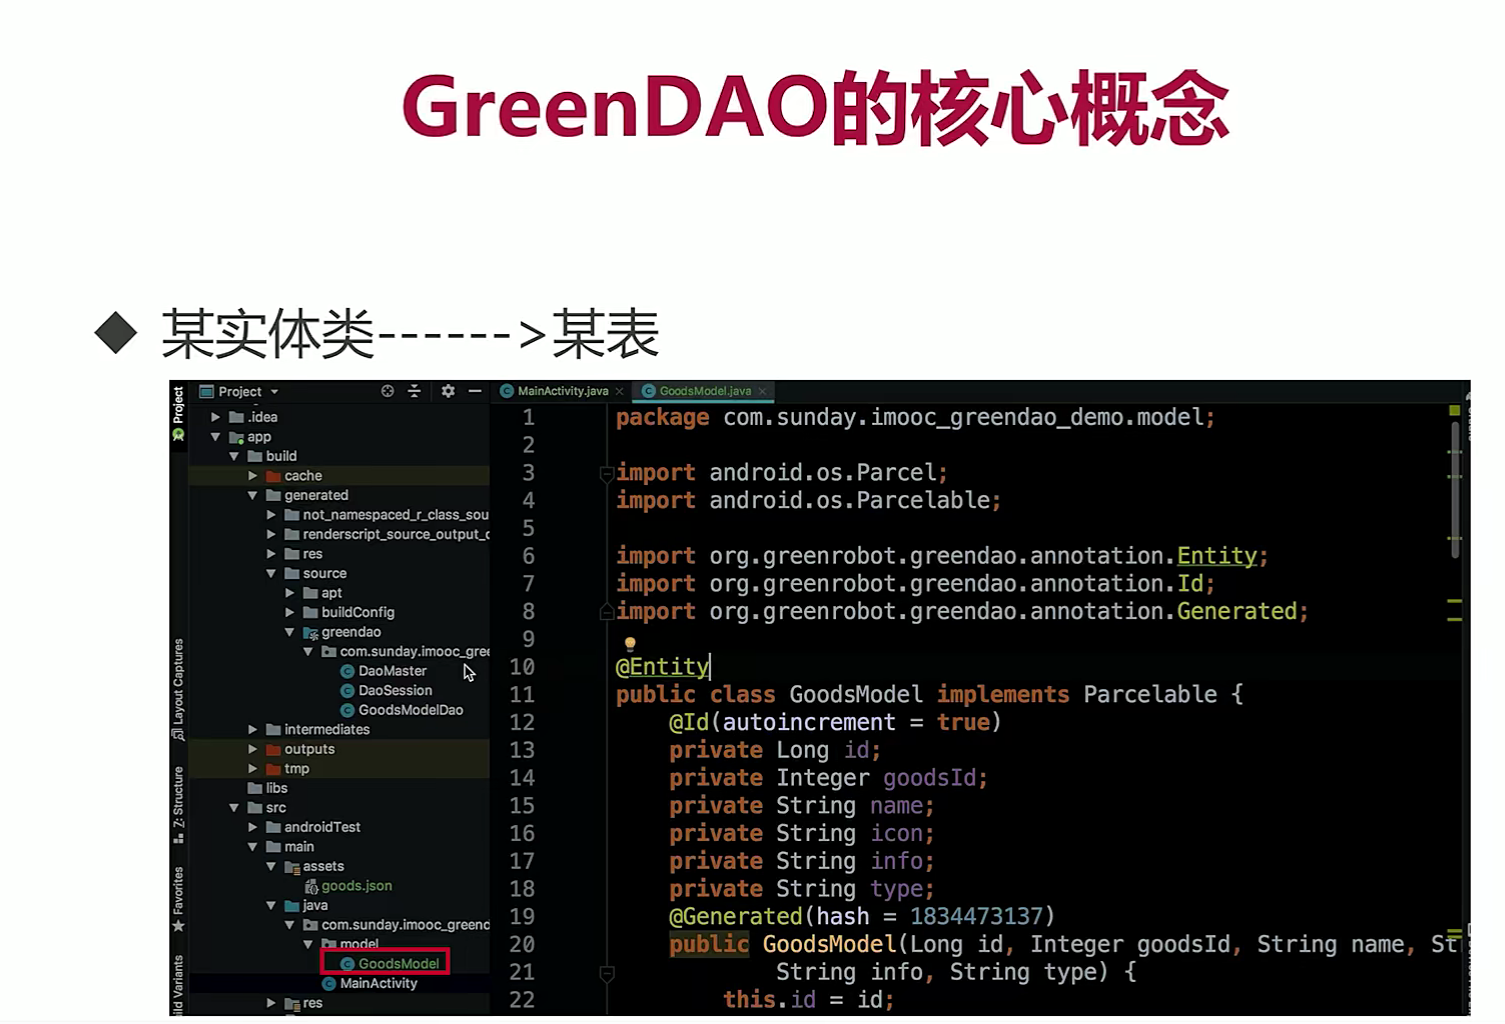 GreenDAO的核心概念
◆ 某实体类------>某表
Project
MainActivity.java
GoodsModel.java
Project
.idea
app
build
cache
generated
not_namespaced_r_class_sou
renderscript_source_output_
res
source
apt
buildConfig
greendao
com.sunday.imooc_gree
DaoMaster
DaoSession
GoodsModelDao
intermediates
outputs
tmp
libs
src
androidTest
main
assets
goods.json
java
com.sunday.imooc_greend
model
GoodsModel
MainActivity
res
Layout Captures
Z: Structure
Favorites
ild Variants
1 package com.sunday.imooc_greendao_demo.model;
2
3 import android.os.Parcel;
4 import android.os.Parcelable;
5
6 import org.greenrobot.greendao.annotation.Entity;
7 import org.greenrobot.greendao.annotation.Id;
8 import org.greenrobot.greendao.annotation.Generated;
9
10 @Entity
11 public class GoodsModel implements Parcelable {
12 @Id(autoincrement = true)
13 private Long id;
14 private Integer goodsId;
15 private String name;
16 private String icon;
17 private String info;
18 private String type;
19 @Generated(hash = 1834473137)
20 public GoodsModel(Long id, Integer goodsId, String name, St
21 String info, String type) {
22 this.id = id;